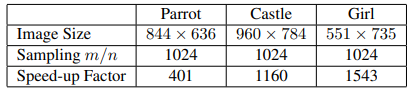 Parrot Castle Girl
Image Size 844 × 636 960 × 784 551 × 735
Sampling m/n 1024 1024 1024
Speed-up Factor 401 1160 1543